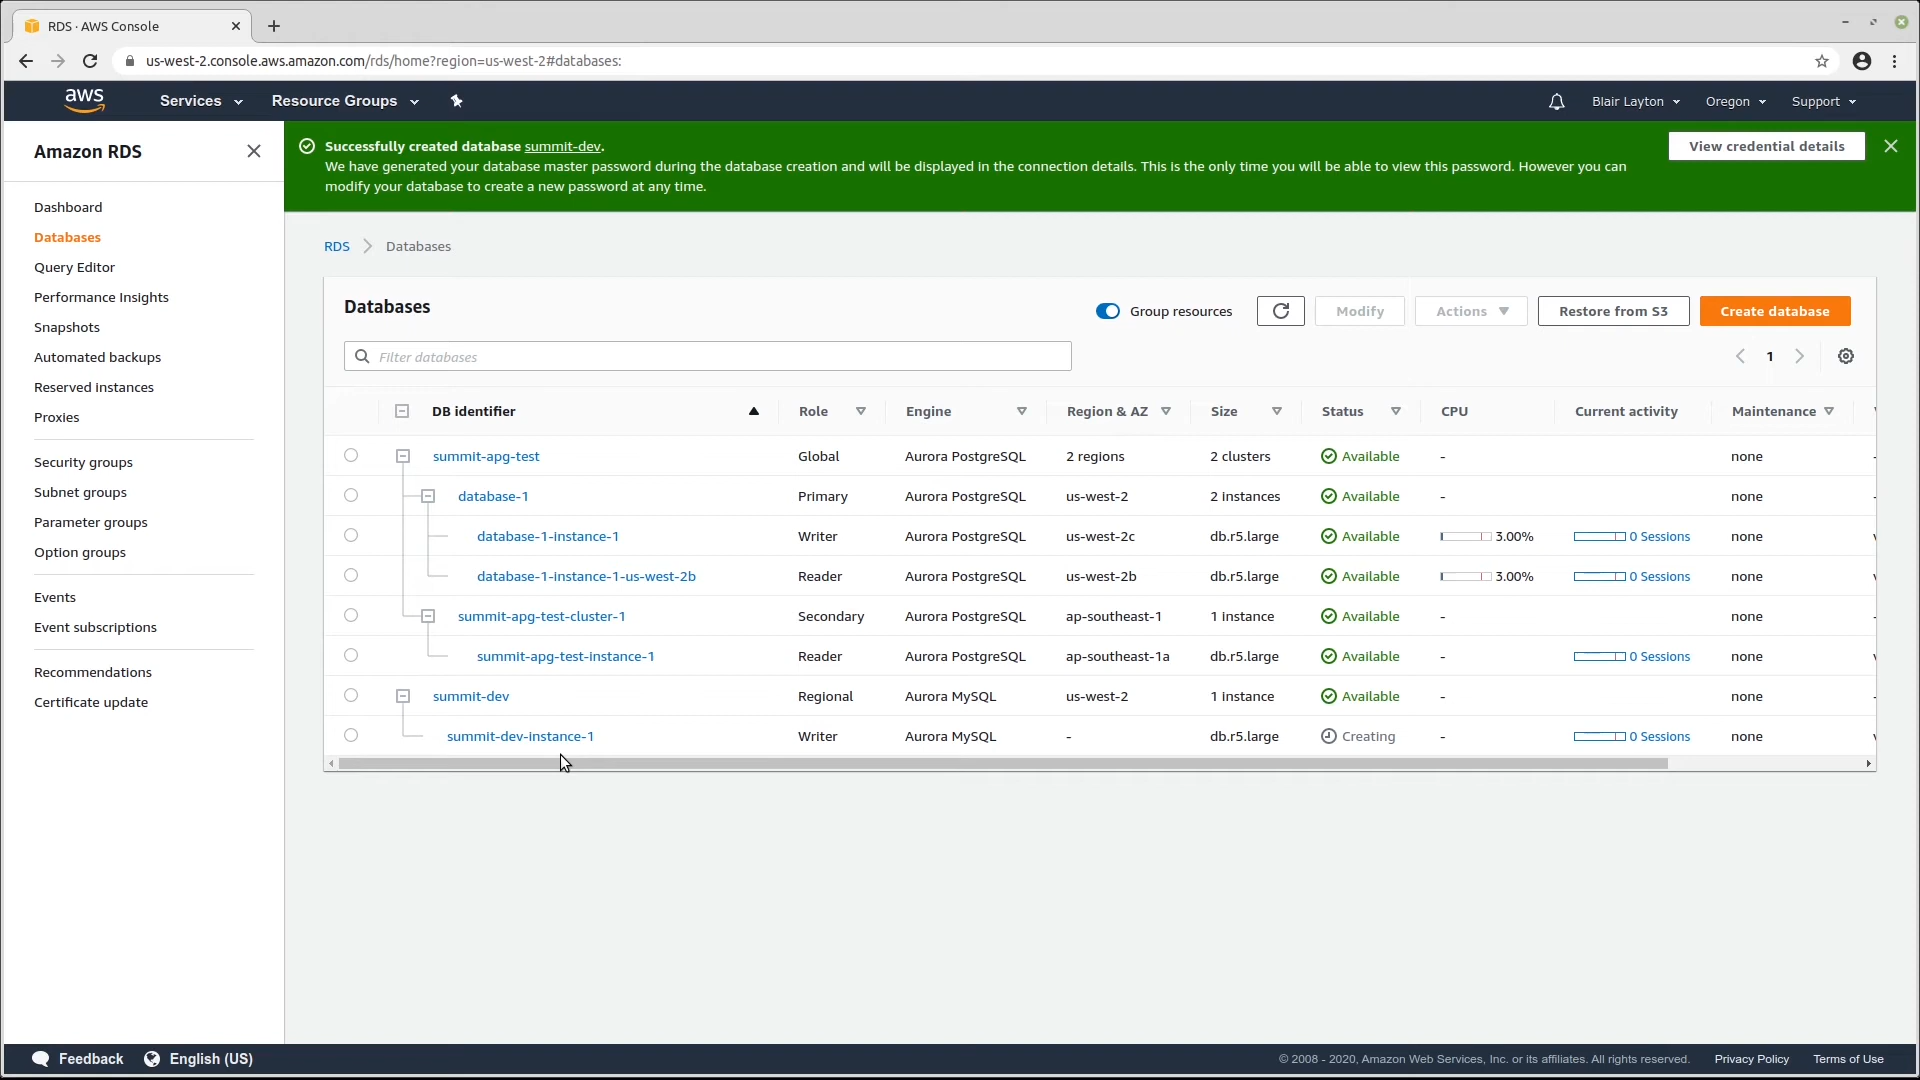 RDS · AWS Console
us-west-2.console.aws.amazon.com/rds/home?region=us-west-2#databases:
aws Services Resource Groups Blair Layton Oregon Support
Amazon RDS
Dashboard
Databases
Query Editor
Performance Insights
Snapshots
Automated backups
Reserved instances
Proxies
Security groups
Subnet groups
Parameter groups
Option groups
Events
Event subscriptions
Recommendations
Certificate update
Successfully created database summit-dev.
We have generated your database master password during the database creation and will be displayed in the connection details. This is the only time you will be able to view this password. However you can
modify your database to create a new password at any time.
View credential details
RDS Databases
Databases
Group resources Modify Actions Restore from S3 Create database
Filter databases
1
DB identifier Role Engine Region & AZ Size Status CPU Current activity Maintenance
summit-apg-test Global Aurora PostgreSQL 2 regions 2 clusters Available - none -
database-1 Primary Aurora PostgreSQL us-west-2 2 instances Available - none -
database-1-instance-1 Writer Aurora PostgreSQL us-west-2c db.r5.large Available 3.00% 0 Sessions none
database-1-instance-1-us-west-2b Reader Aurora PostgreSQL us-west-2b db.r5.large Available 3.00% 0 Sessions none
summit-apg-test-cluster-1 Secondary Aurora PostgreSQL ap-southeast-1 1 instance Available - none -
summit-apg-test-instance-1 Reader Aurora PostgreSQL ap-southeast-1a db.r5.large Available - 0 Sessions none
summit-dev Regional Aurora MySQL us-west-2 1 instance Available - none -
summit-dev-instance-1 Writer Aurora MySQL - db.r5.large Creating - 0 Sessions none
Feedback English (US) © 2008 - 2020, Amazon Web Services, Inc. or its affiliates. All rights reserved. Privacy Policy Terms of Use